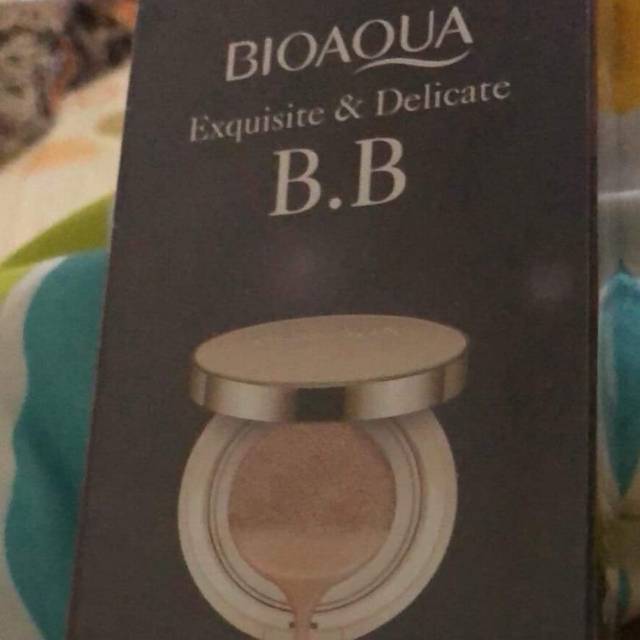 BIOAQUA
Exquisite & Delicate
B.B